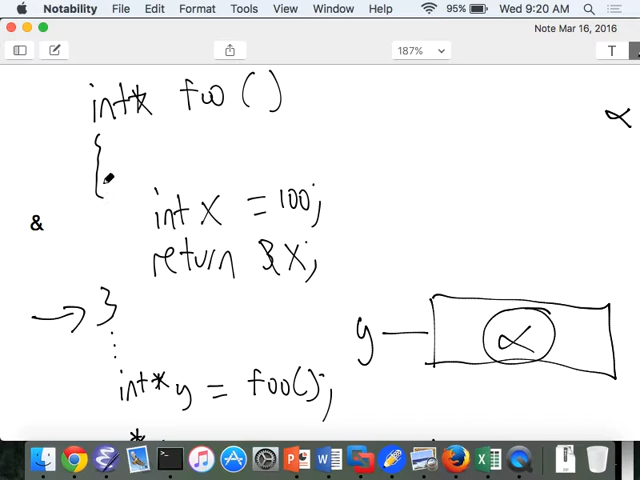 Notability File Edit Format Tools View Window Help 95% Wed 9:20 AM
Note Mar 16, 2016
187% T
int* foo ()
α
{
int x = 100;
&
return &x;
}
y α
int* y = foo();
*